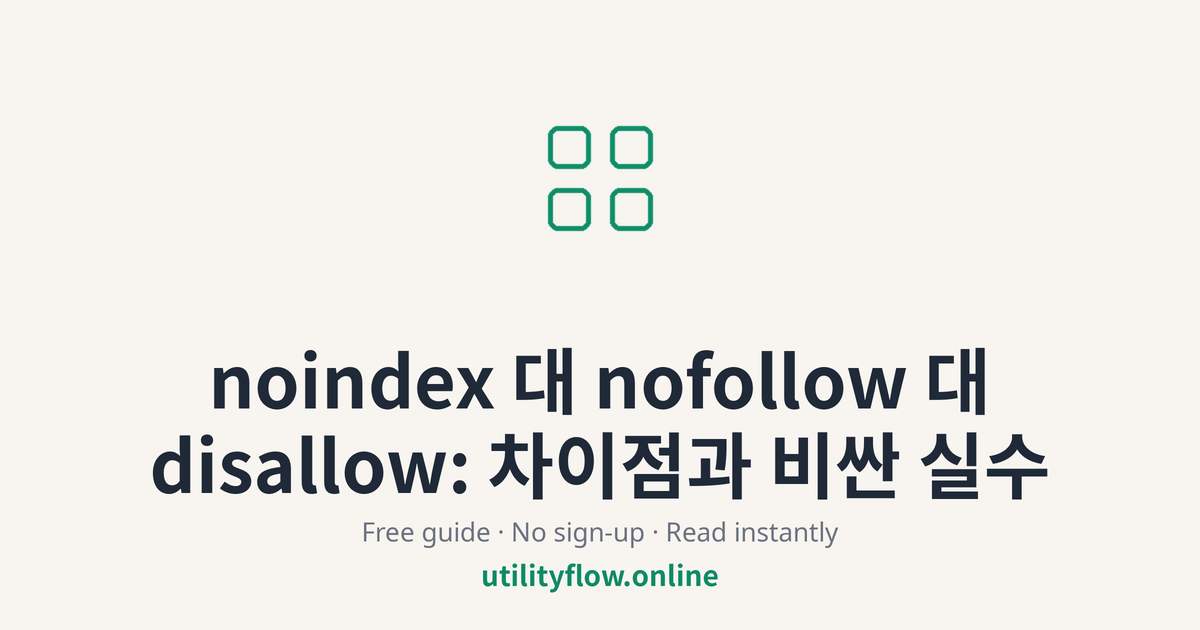 noindex 대 nofollow 대
disallow: 차이점과 비싼 실수
Free guide · No sign-up · Read instantly
utilityflow.online